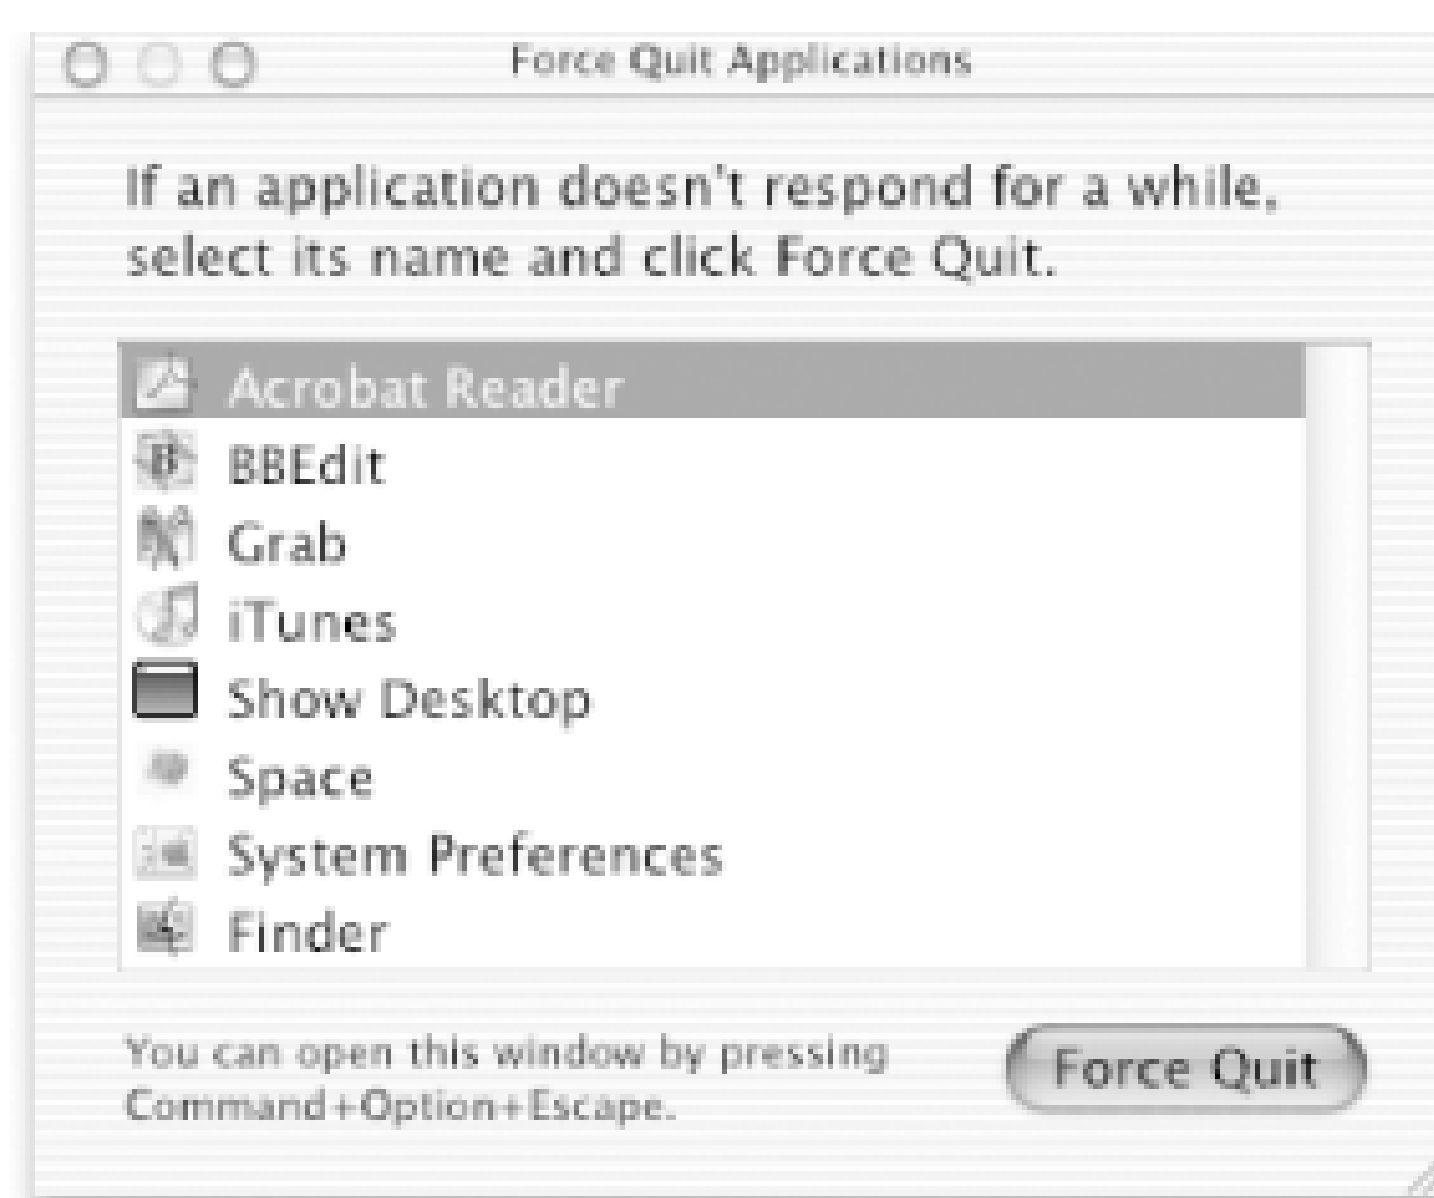 Force Quit Applications
If an application doesn't respond for a while,
select its name and click Force Quit.
Acrobat Reader
BBEdit
Grab
iTunes
Show Desktop
Space
System Preferences
Finder
You can open this window by pressing
Command+Option+Escape.
Force Quit